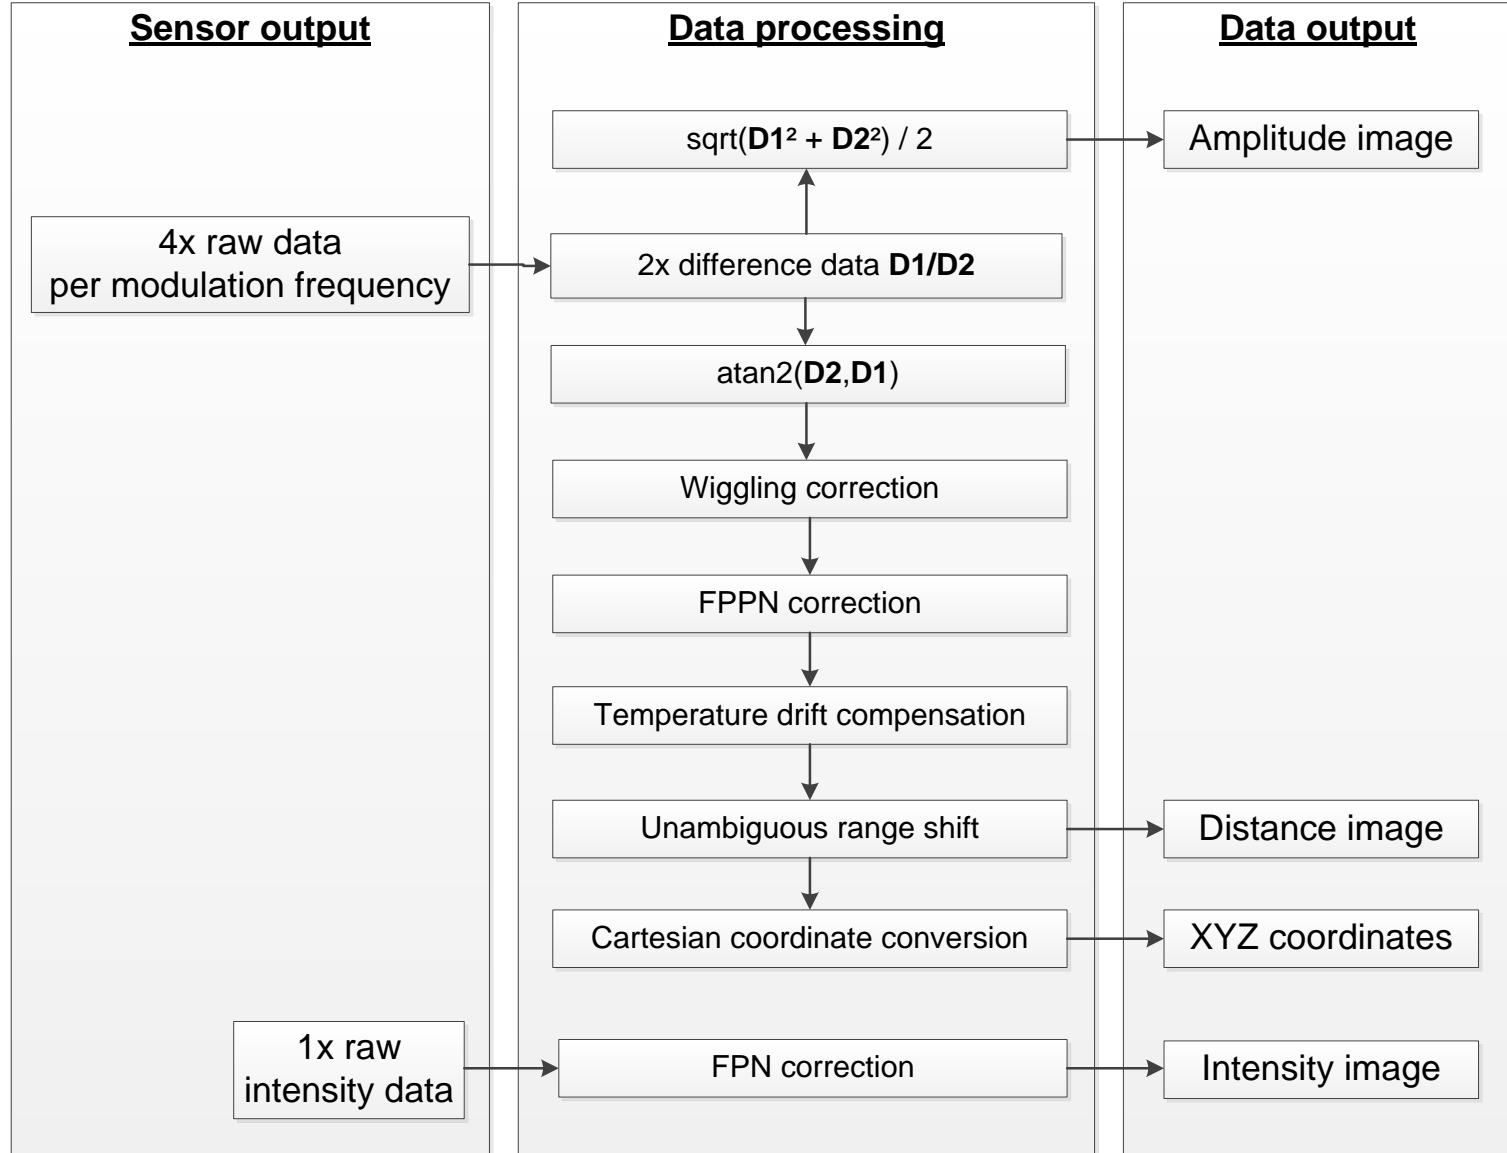 Sensor output
Data processing
Data output
sqrt(D1² + D2²) / 2
Amplitude image
4x raw data
per modulation frequency
2x difference data D1/D2
atan2(D2,D1)
Wiggling correction
FPPN correction
Temperature drift compensation
Unambiguous range shift
Distance image
Cartesian coordinate conversion
XYZ coordinates
1x raw
intensity data
FPN correction
Intensity image